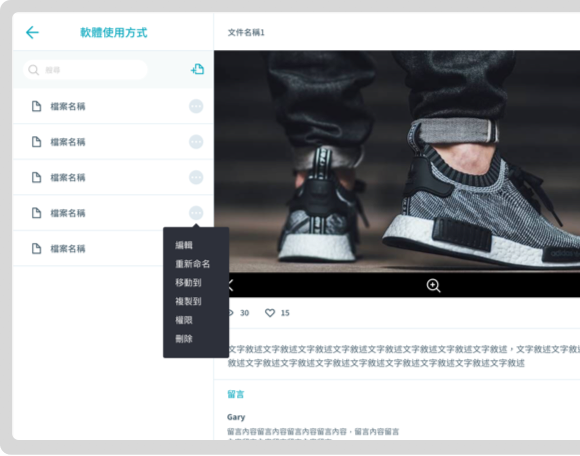 軟體使用方式
搜尋
檔案名稱
檔案名稱
檔案名稱
檔案名稱
檔案名稱
編輯
重新命名
移動到
複製到
權限
刪除
文件名稱1
30
15
文字敘述文字敘述文字敘述文字敘述文字敘述文字敘述文字敘述文字敘述，文字敘述文字敘
敘述文字敘述文字敘述文字敘述文字敘述文字敘述文字敘述文字敘述文字敘述
留言
Gary
留言內容留言內容留言內容留言內容，留言內容留言